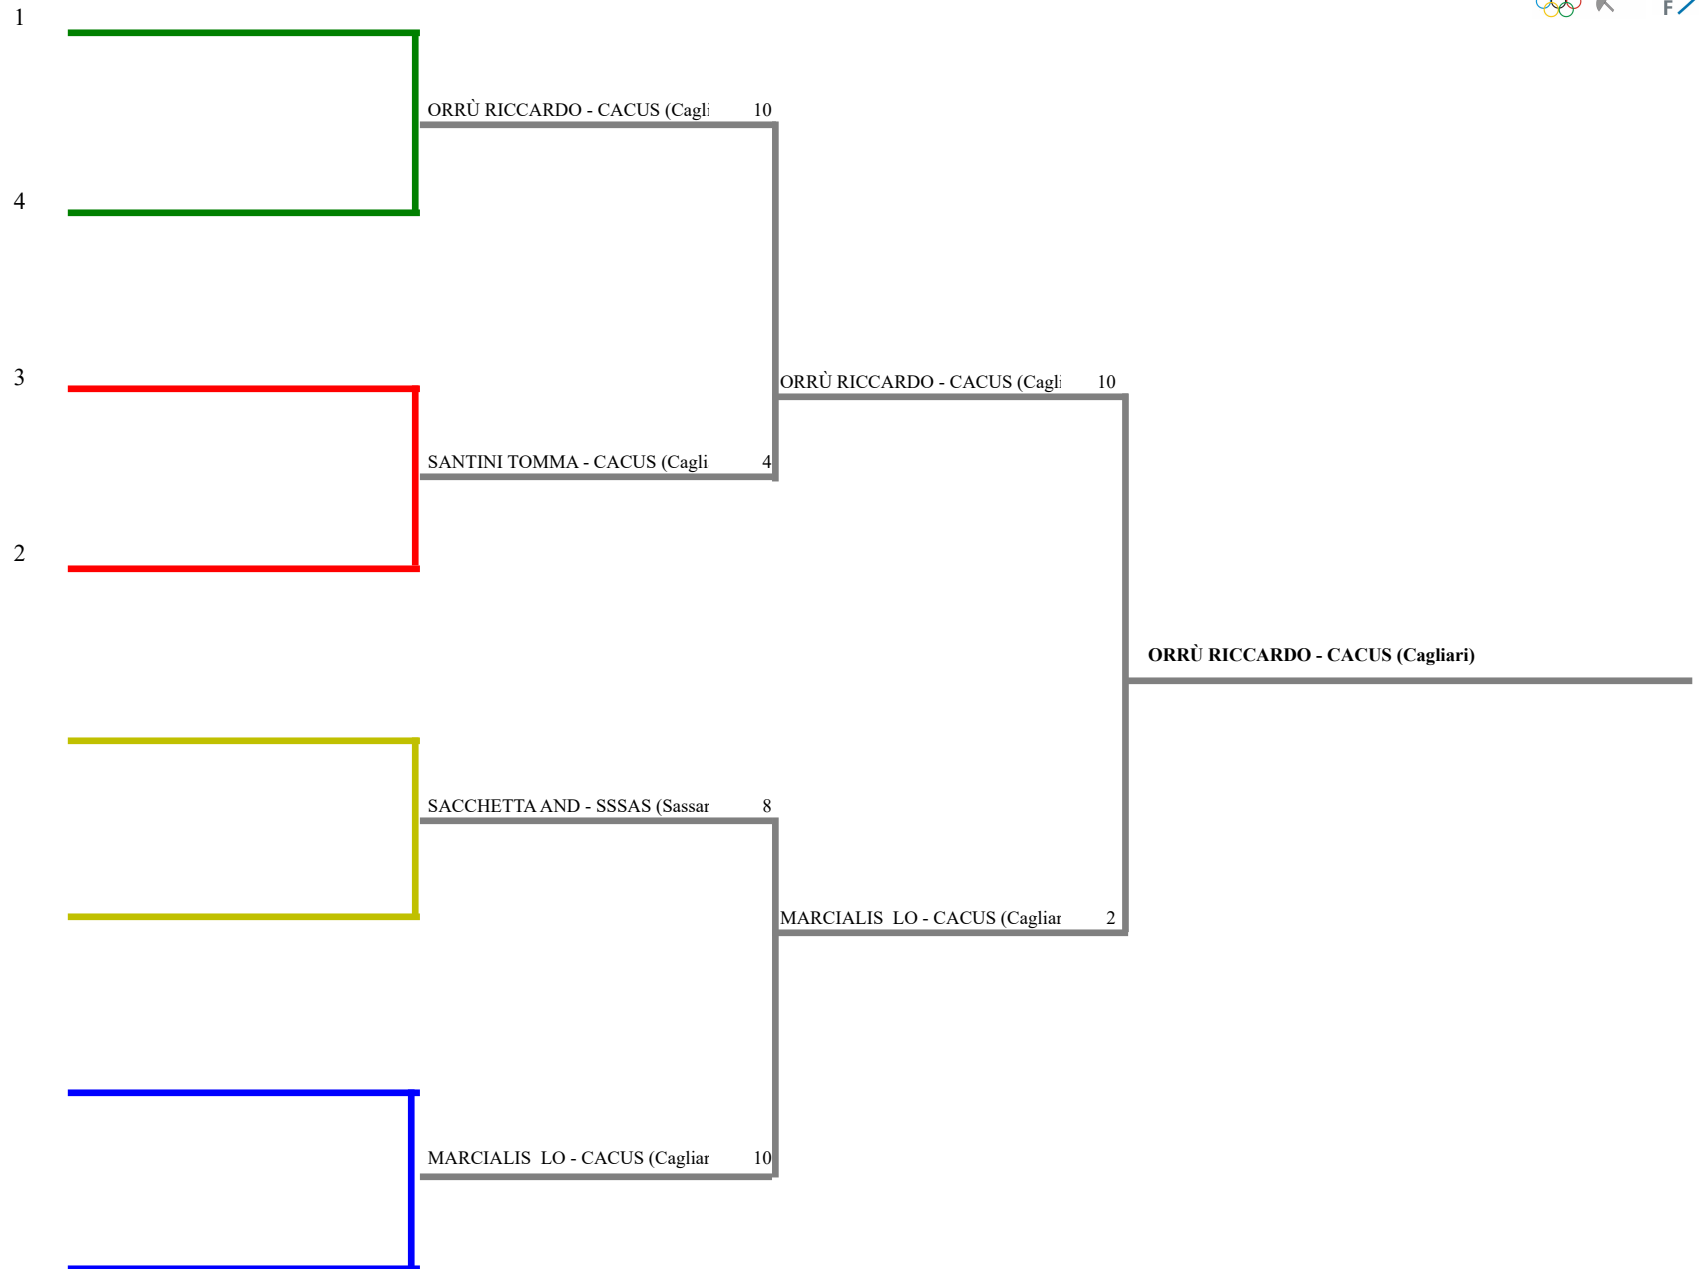 1
F
ORRÙ RICCARDO - CACUS (Cagli 10
4
3
ORRÙ RICCARDO - CACUS (Cagli 10
SANTINI TOMMA - CACUS (Cagli 4
2
ORRÙ RICCARDO - CACUS (Cagliari)
SACCHETTA AND - SSSAS (Sassar 8
MARCIALIS LO - CACUS (Cagliar 2
MARCIALIS LO - CACUS (Cagliar 10